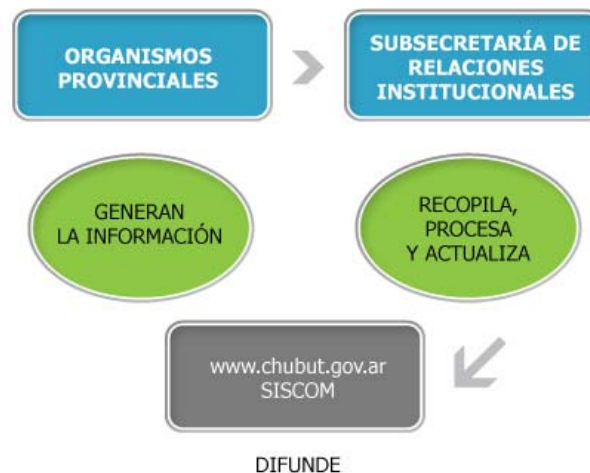 ORGANISMOS
PROVINCIALES
SUBSECRETARÍA DE
RELACIONES
INSTITUCIONALES
GENERAN
LA INFORMACIÓN
RECOPILA,
PROCESA
Y ACTUALIZA
www.chubut.gov.ar
SISCOM
DIFUNDE